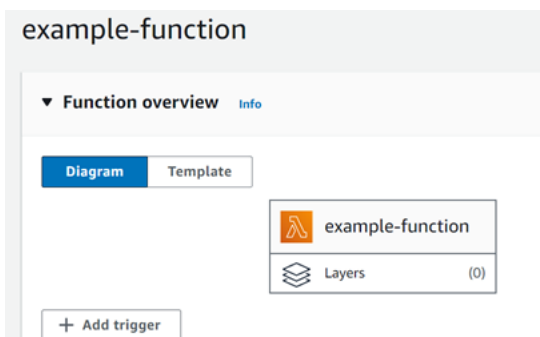 example-function
Function overview Info
Diagram Template
example-function
Layers (0)
+ Add trigger